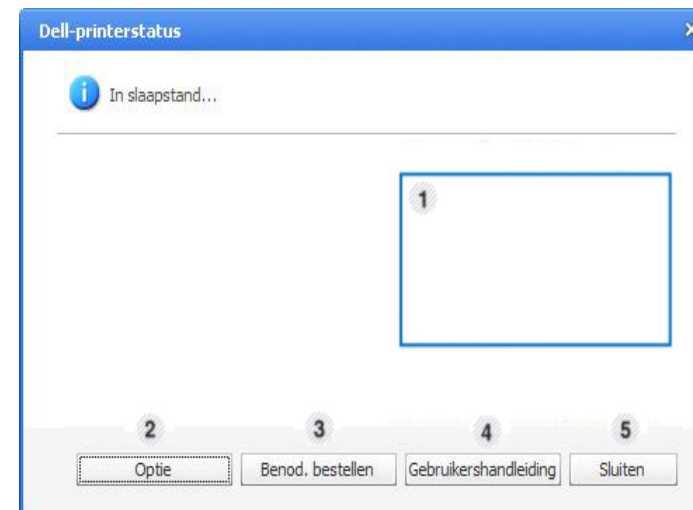 Dell-printerstatus
In slaapstand...
1
2 3 4 5
Optie Benod. bestellen Gebruikershandleiding Sluiten